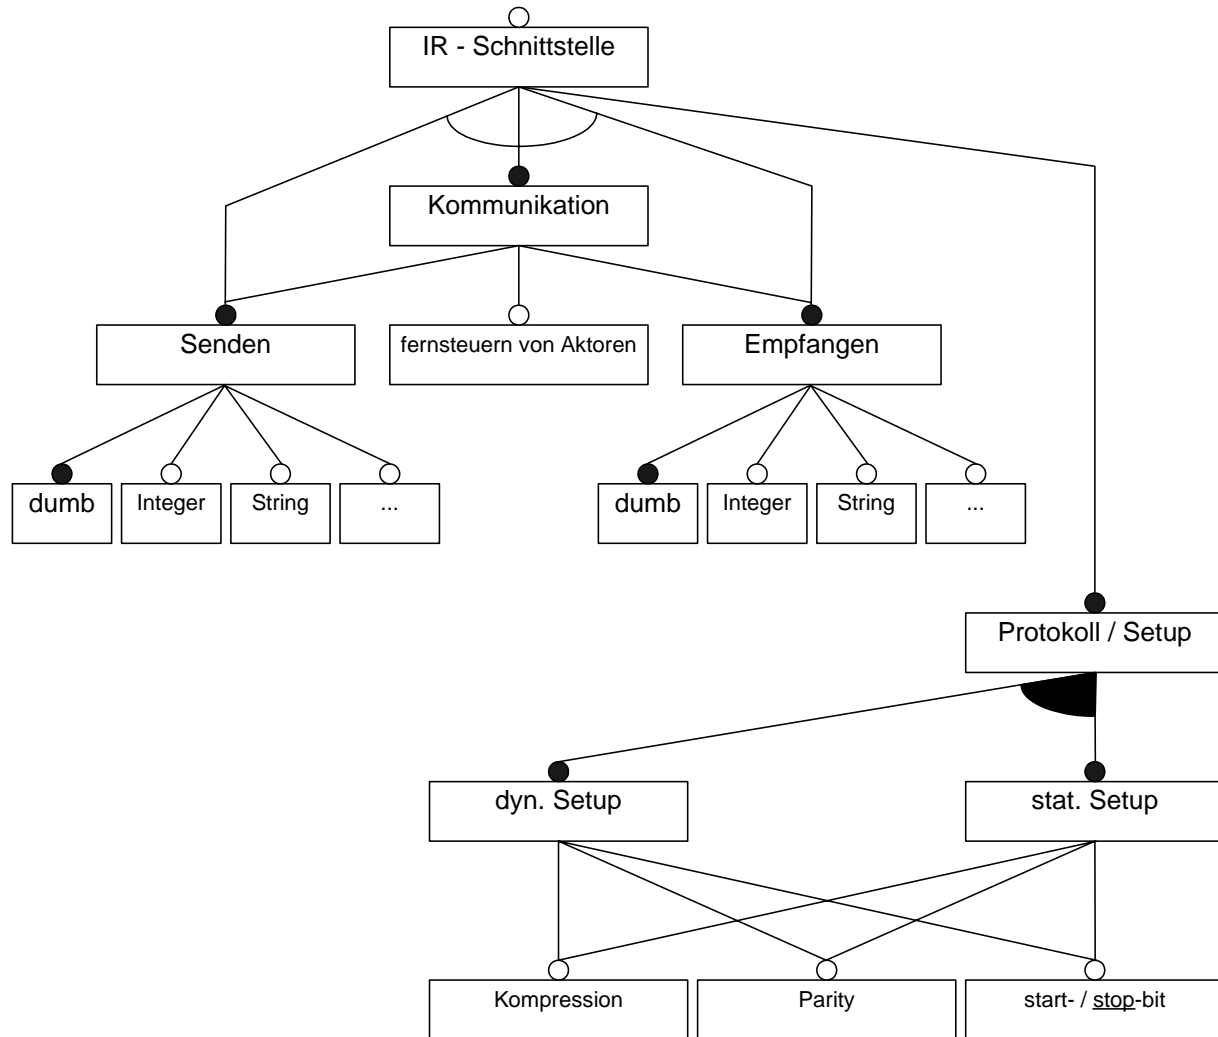 IR - Schnittstelle
Kommunikation
Senden
fernsteuern von Aktoren
Empfangen
dumb
Integer
String
...
dumb
Integer
String
...
Protokoll / Setup
dyn. Setup
stat. Setup
Kompression
Parity
start- / stop-bit